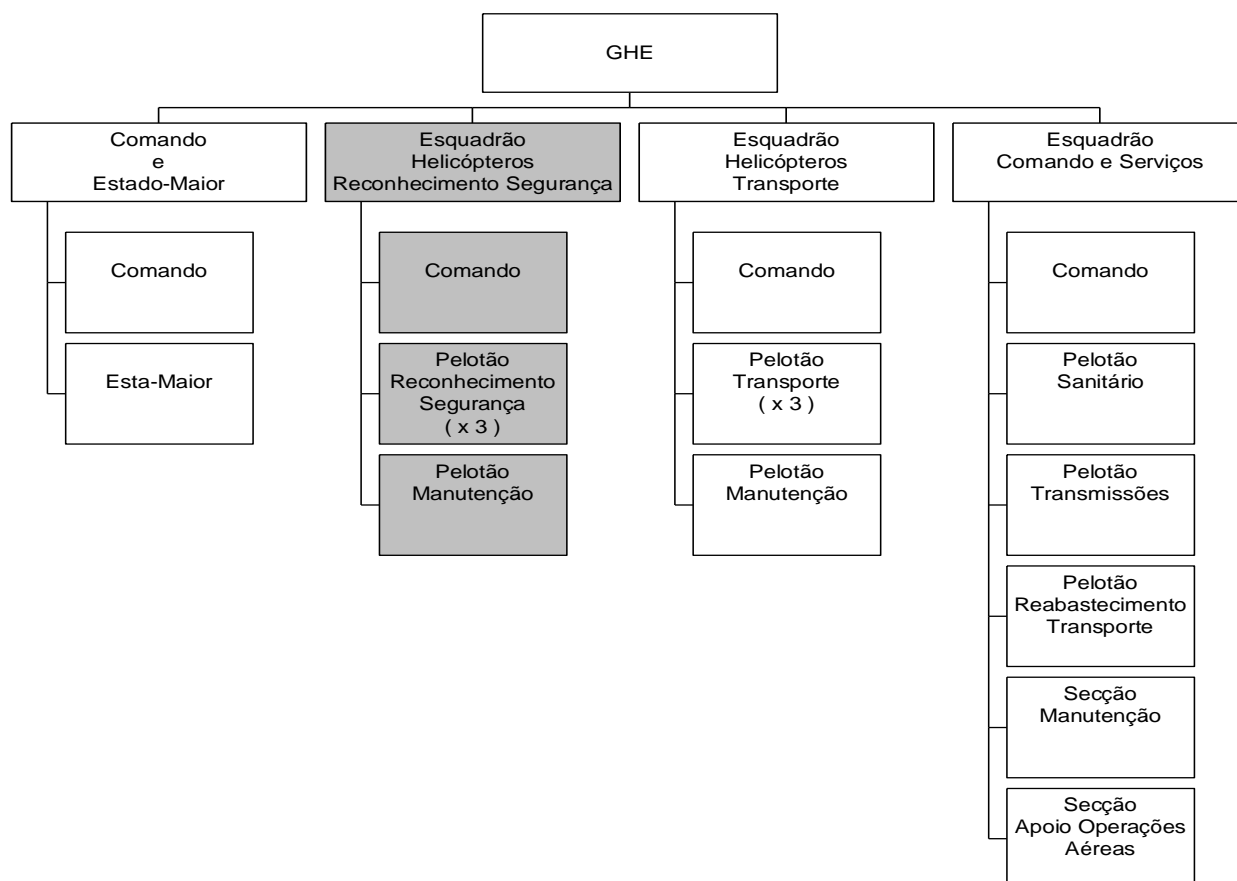 GHE
Comando
e
Estado-Maior
Comando
Esta-Maior
Esquadrão
Helicópteros
Reconhecimento Segurança
Comando
Pelotão
Reconhecimento
Segurança
( x 3 )
Pelotão
Manutenção
Esquadrão
Helicópteros
Transporte
Comando
Pelotão
Transporte
( x 3 )
Pelotão
Manutenção
Esquadrão
Comando e Serviços
Comando
Pelotão
Sanitário
Pelotão
Transmissões
Pelotão
Reabastecimento
Transporte
Secção
Manutenção
Secção
Apoio Operações
Aéreas